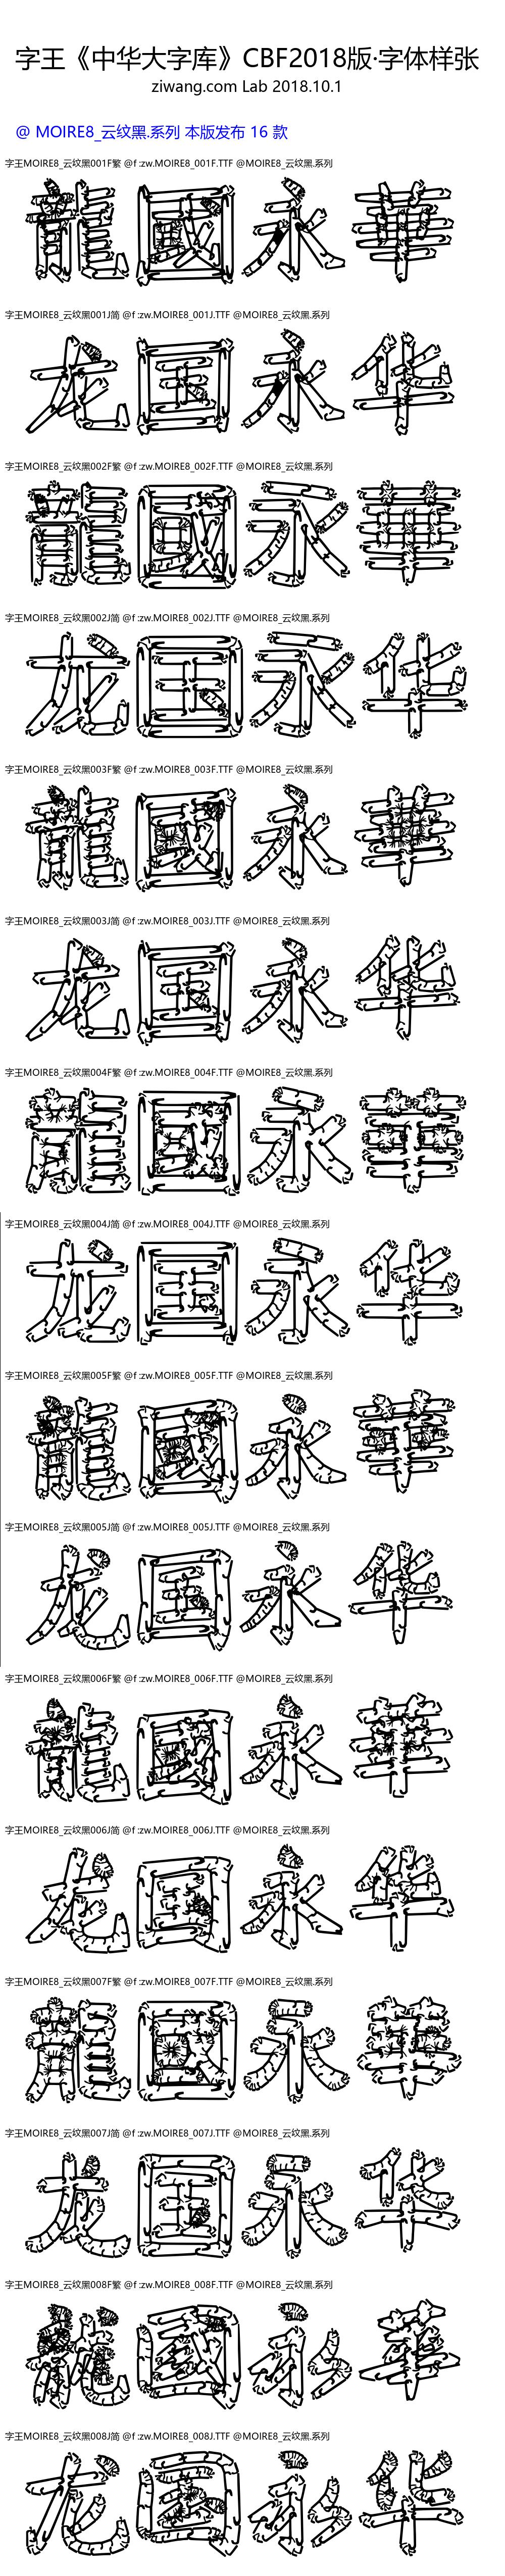 字王《中华大字库》CBF2018版·字体样张
ziwang.com Lab 2018.10.1
@ MOIRE8_云纹黑.系列 本版发布 16 款
字王MOIRE8_云纹黑001F繁 @f :zw.MOIRE8_001F.TTF @MOIRE8_云纹黑.系列
龍國永華
字王MOIRE8_云纹黑001J简 @f :zw.MOIRE8_001J.TTF @MOIRE8_云纹黑.系列
龙国永华
字王MOIRE8_云纹黑002F繁 @f :zw.MOIRE8_002F.TTF @MOIRE8_云纹黑.系列
龍國永華
字王MOIRE8_云纹黑002J简 @f :zw.MOIRE8_002J.TTF @MOIRE8_云纹黑.系列
龙国永华
字王MOIRE8_云纹黑003F繁 @f :zw.MOIRE8_003F.TTF @MOIRE8_云纹黑.系列
龍國永華
字王MOIRE8_云纹黑003J简 @f :zw.MOIRE8_003J.TTF @MOIRE8_云纹黑.系列
龙国永华
字王MOIRE8_云纹黑004F繁 @f :zw.MOIRE8_004F.TTF @MOIRE8_云纹黑.系列
龍國永華
字王MOIRE8_云纹黑004J简 @f :zw.MOIRE8_004J.TTF @MOIRE8_云纹黑.系列
龙国永华
字王MOIRE8_云纹黑005F繁 @f :zw.MOIRE8_005F.TTF @MOIRE8_云纹黑.系列
龍國永華
字王MOIRE8_云纹黑005J简 @f :zw.MOIRE8_005J.TTF @MOIRE8_云纹黑.系列
龙国永华
字王MOIRE8_云纹黑006F繁 @f :zw.MOIRE8_006F.TTF @MOIRE8_云纹黑.系列
龍國永華
字王MOIRE8_云纹黑006J简 @f :zw.MOIRE8_006J.TTF @MOIRE8_云纹黑.系列
龙国永华
字王MOIRE8_云纹黑007F繁 @f :zw.MOIRE8_007F.TTF @MOIRE8_云纹黑.系列
龍國永華
字王MOIRE8_云纹黑007J简 @f :zw.MOIRE8_007J.TTF @MOIRE8_云纹黑.系列
龙国永华
字王MOIRE8_云纹黑008F繁 @f :zw.MOIRE8_008F.TTF @MOIRE8_云纹黑.系列
龍國永華
字王MOIRE8_云纹黑008J简 @f :zw.MOIRE8_008J.TTF @MOIRE8_云纹黑.系列
龙国永华